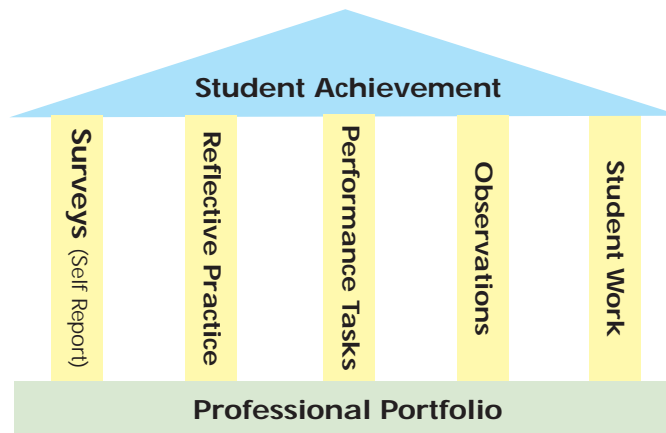 Student Achievement
Surveys (Self Report)
Reflective Practice
Performance Tasks
Observations
Student Work
Professional Portfolio